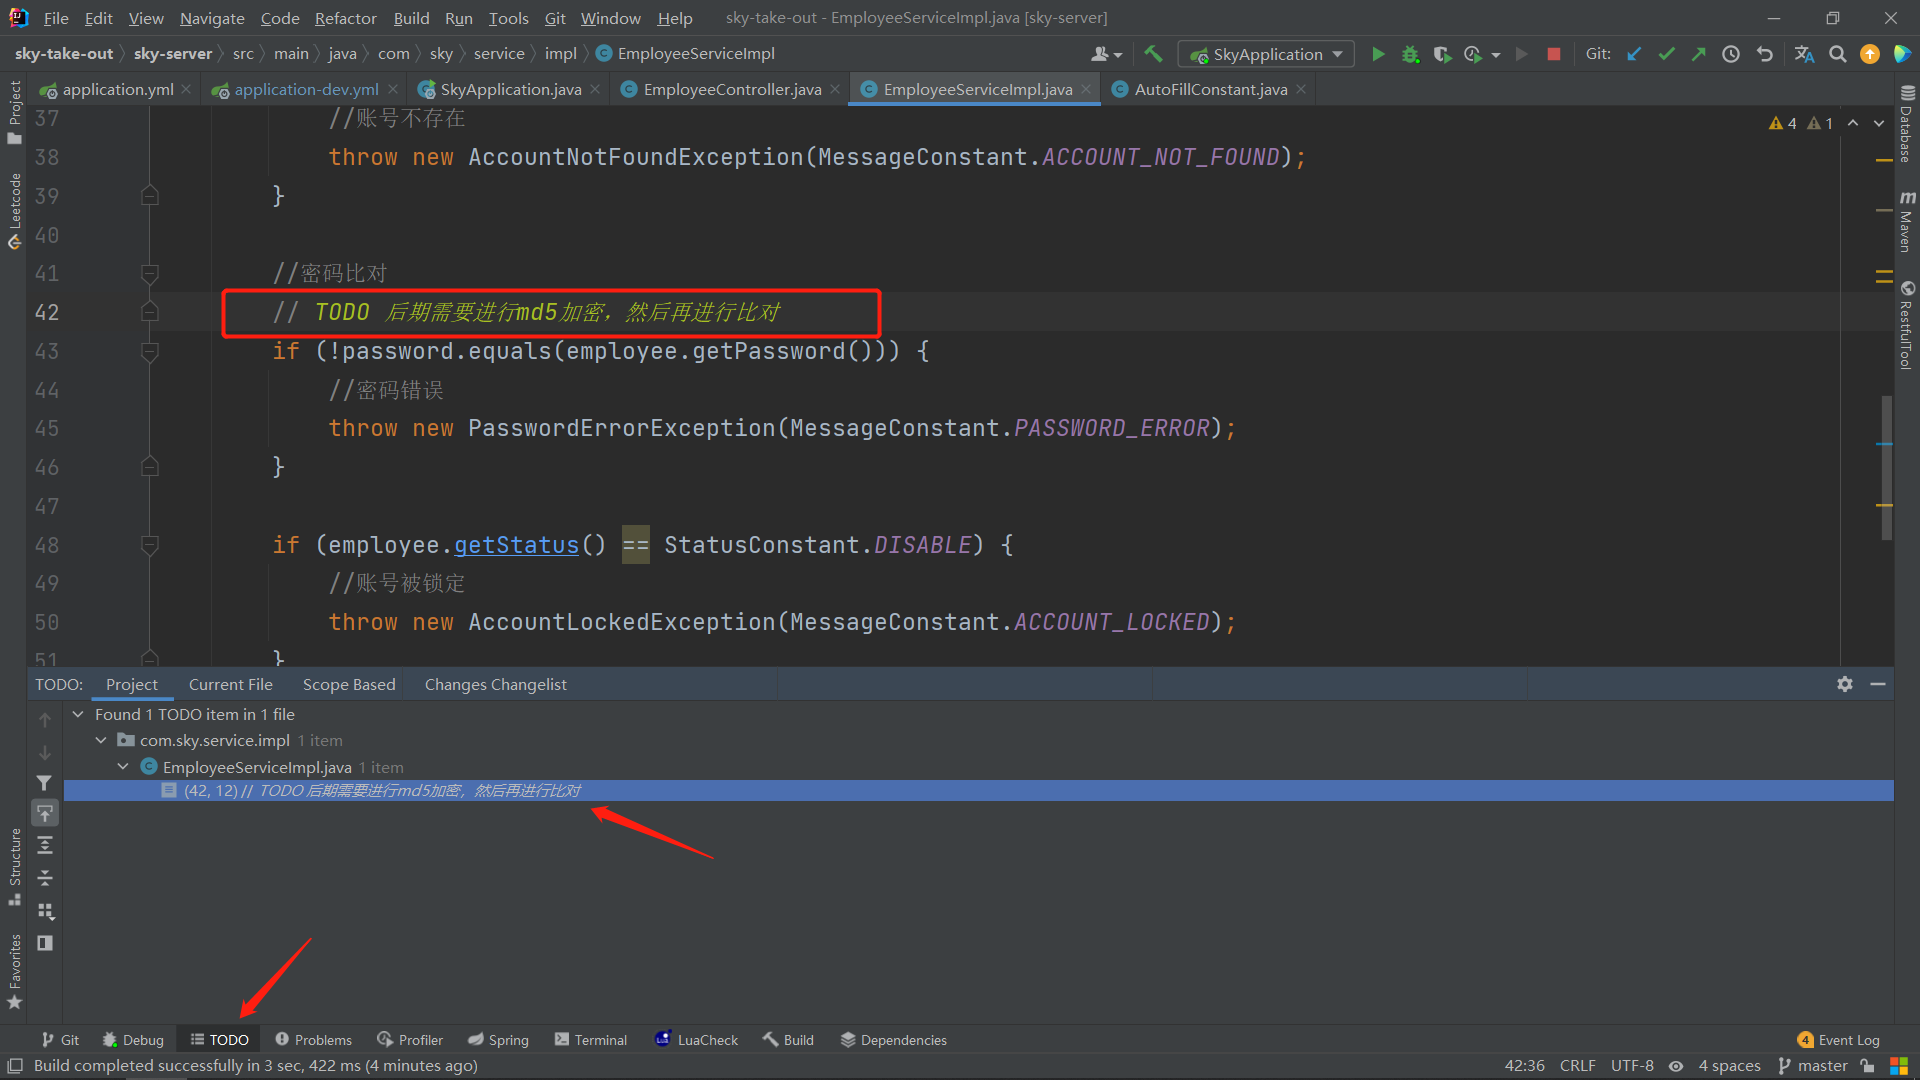 File Edit View Navigate Code Refactor Build Run Tools Git Window Help sky-take-out - EmployeeServiceImpl.java [sky-server]
sky-take-out sky-server src main java com sky service impl EmployeeServiceImpl SkyApplication Git:
application.yml application-dev.yml SkyApplication.java EmployeeController.java EmployeeServiceImpl.java AutoFillConstant.java
Project
Leetcode
Structure
Favorites
Database
Maven
RestfulTool
4 1
37 //账号不存在
38 throw new AccountNotFoundException(MessageConstant.ACCOUNT_NOT_FOUND);
39 }
40
41 //密码比对
42 // TODO 后期需要进行md5加密，然后再进行比对
43 if (!password.equals(employee.getPassword())) {
44 //密码错误
45 throw new PasswordErrorException(MessageConstant.PASSWORD_ERROR);
46 }
47
48 if (employee.getStatus() == StatusConstant.DISABLE) {
49 //账号被锁定
50 throw new AccountLockedException(MessageConstant.ACCOUNT_LOCKED);
51 }
TODO: Project Current File Scope Based Changes Changelist
Found 1 TODO item in 1 file
com.sky.service.impl 1 item
EmployeeServiceImpl.java 1 item
(42, 12) // TODO 后期需要进行md5加密，然后再进行比对
Git Debug TODO Problems Profiler Spring Terminal LuaCheck Build Dependencies 4 Event Log
Build completed successfully in 3 sec, 422 ms (4 minutes ago) 42:36 CRLF UTF-8 4 spaces master